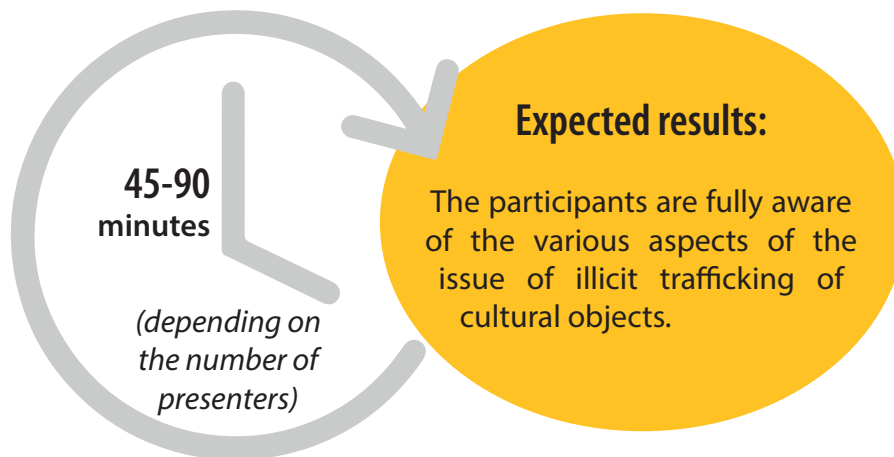 45-90
minutes
(depending on
the number of
presenters)
Expected results:
The participants are fully aware
of the various aspects of the
issue of illicit trafficking of
cultural objects.